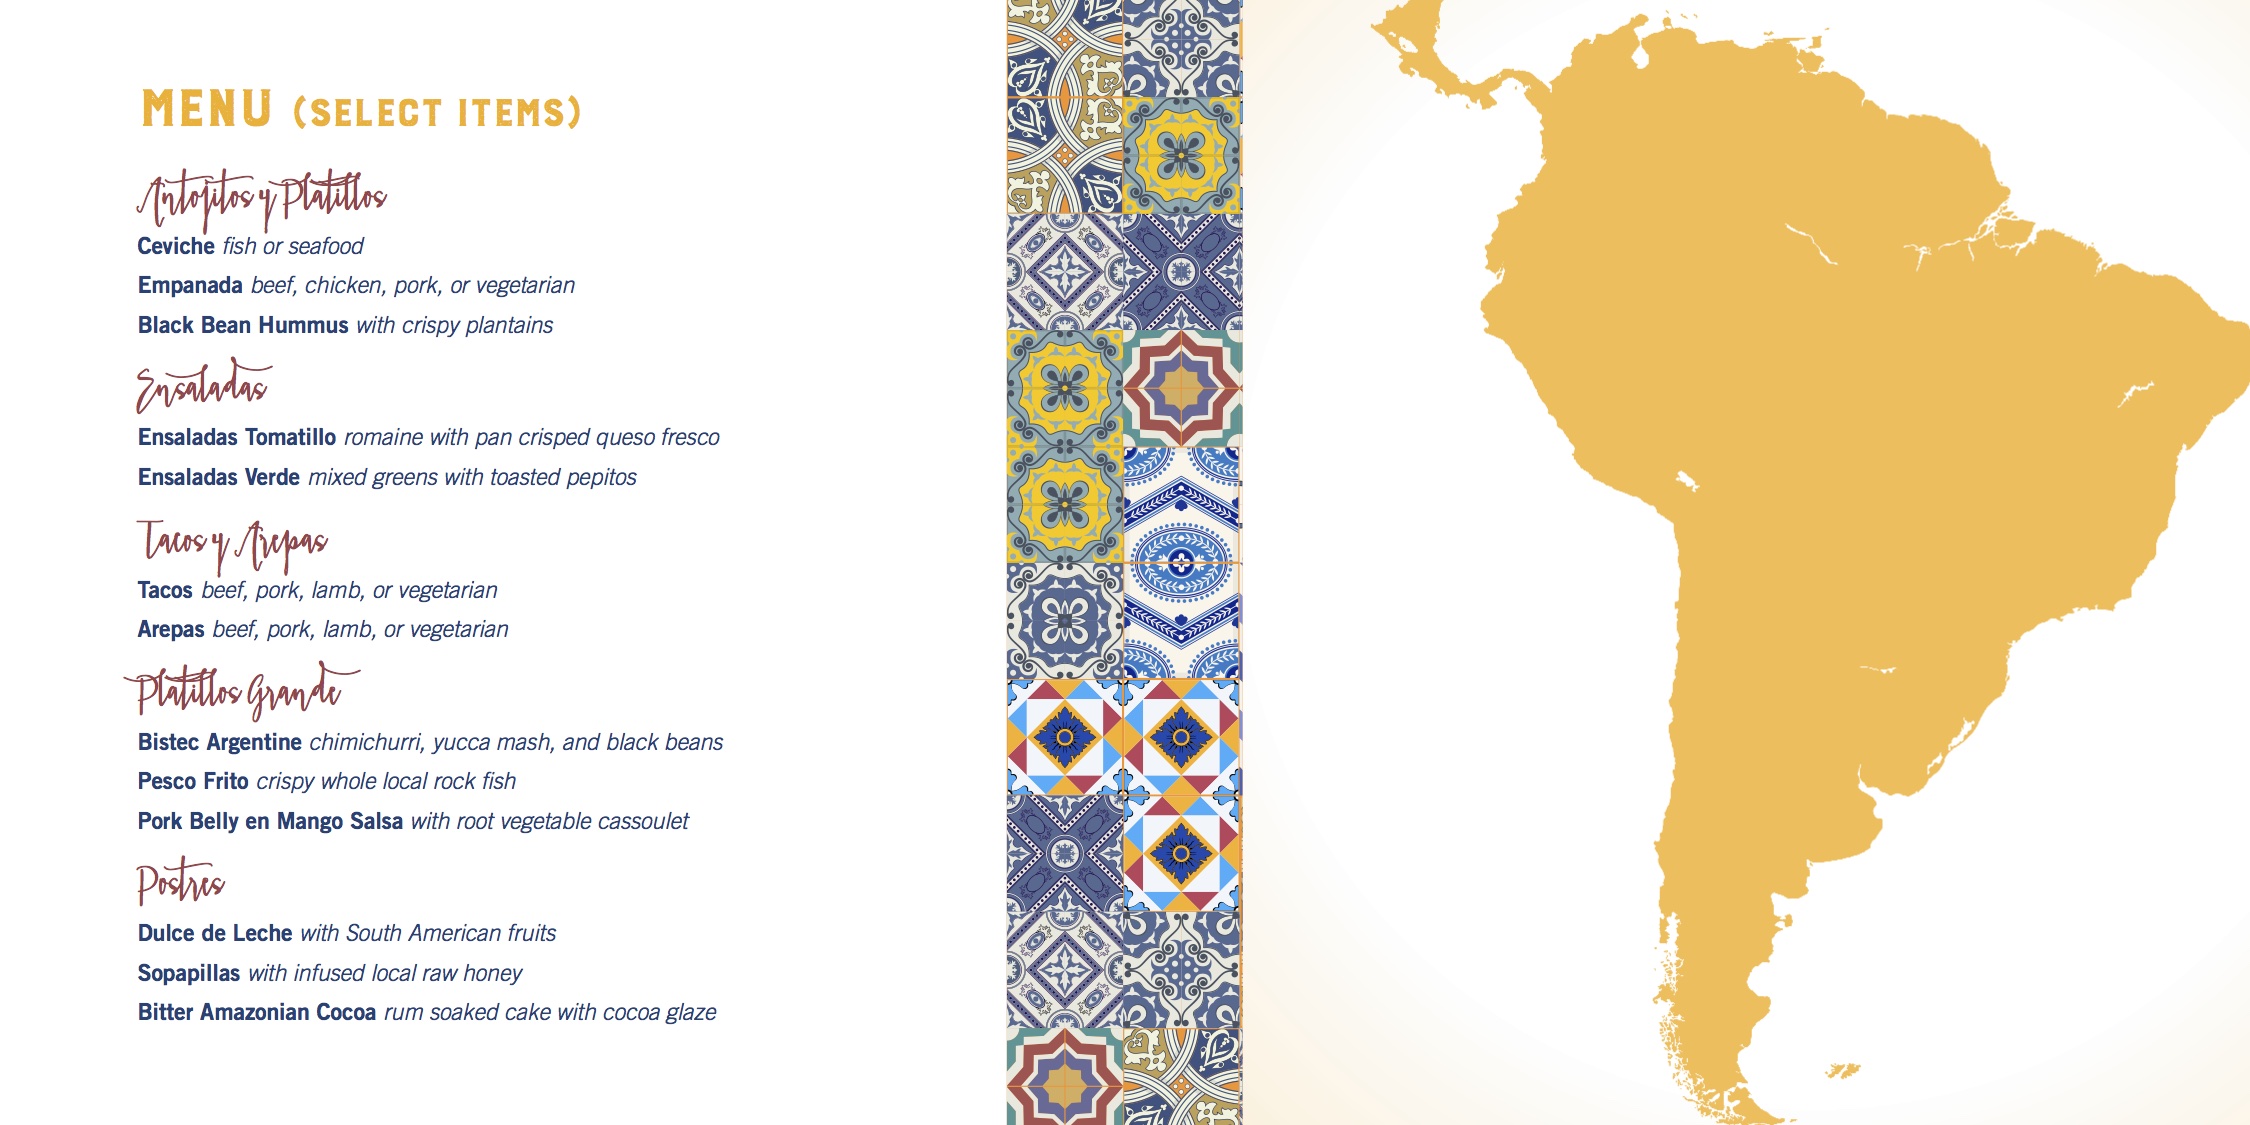 MENU (SELECT ITEMS)
Antojitos y Platillos
Ceviche fish or seafood
Empanada beef, chicken, pork, or vegetarian
Black Bean Hummus with crispy plantains
Ensaladas
Ensaladas Tomatillo romaine with pan crisped queso fresco
Ensaladas Verde mixed greens with toasted pepitos
Tacos y Arepas
Tacos beef, pork, lamb, or vegetarian
Arepas beef, pork, lamb, or vegetarian
Platillos Grande
Bistec Argentine chimichurri, yucca mash, and black beans
Pesco Frito crispy whole local rock fish
Pork Belly en Mango Salsa with root vegetable cassoulet
Postres
Dulce de Leche with South American fruits
Sopapillas with infused local raw honey
Bitter Amazonian Cocoa rum soaked cake with cocoa glaze